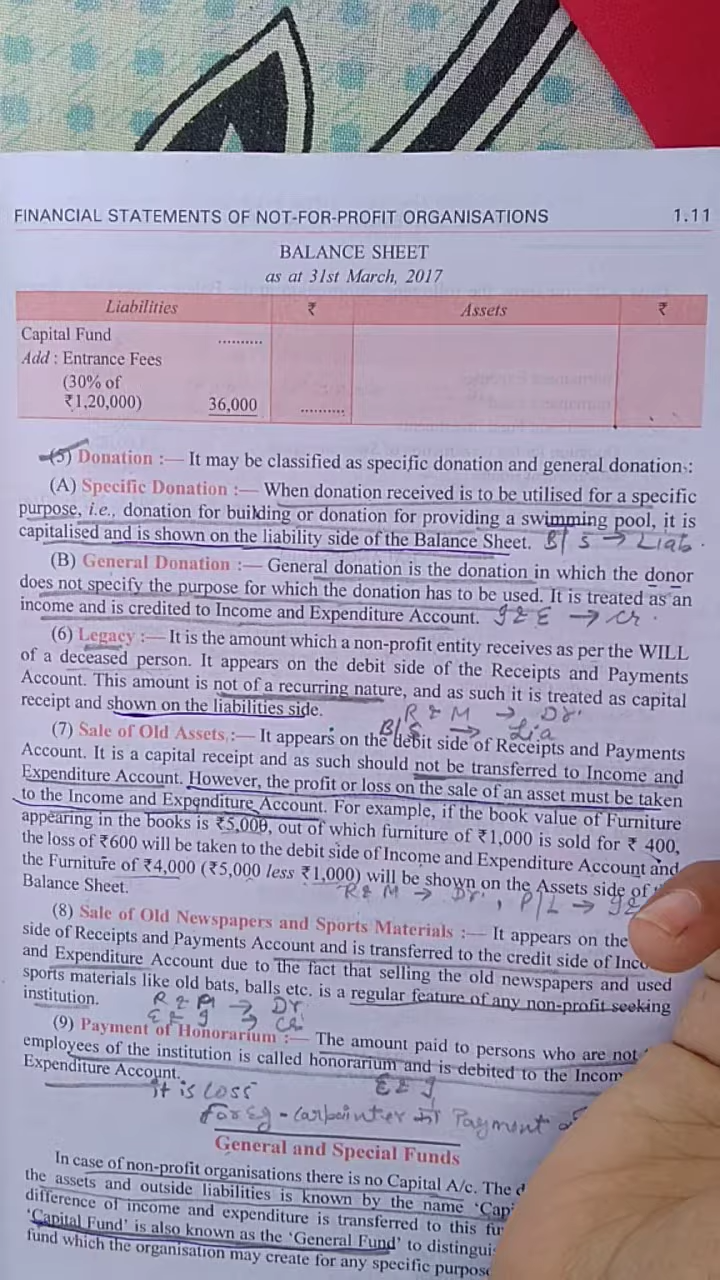 FINANCIAL STATEMENTS OF NOT-FOR-PROFIT ORGANISATIONS 1.11
BALANCE SHEET
as at 31st March, 2017
Liabilities ₹ Assets ₹
Capital Fund ..........
Add : Entrance Fees
(30% of
₹1,20,000) 36,000 ..........
(5) Donation :— It may be classified as specific donation and general donation :
(A) Specific Donation :— When donation received is to be utilised for a specific
purpose, i.e., donation for building or donation for providing a swimming pool, it is
capitalised and is shown on the liability side of the Balance Sheet. B/S → Liab.
(B) General Donation :— General donation is the donation in which the donor
does not specify the purpose for which the donation has to be used. It is treated as an
income and is credited to Income and Expenditure Account. I & E → Cr.
(6) Legacy :— It is the amount which a non-profit entity receives as per the WILL
of a deceased person. It appears on the debit side of the Receipts and Payments
Account. This amount is not of a recurring nature, and as such it is treated as capital
receipt and shown on the liabilities side. R & M → Dr.
B/S → Lia
(7) Sale of Old Assets :— It appears on the debit side of Receipts and Payments
Account. It is a capital receipt and as such should not be transferred to Income and
Expenditure Account. However, the profit or loss on the sale of an asset must be taken
to the Income and Expenditure Account. For example, if the book value of Furniture
appearing in the books is ₹5,000, out of which furniture of ₹1,000 is sold for ₹ 400,
the loss of ₹600 will be taken to the debit side of Income and Expenditure Account and
the Furniture of ₹4,000 (₹5,000 less ₹1,000) will be shown on the Assets side of
Balance Sheet. R & M → Dr., P/L → I &
(8) Sale of Old Newspapers and Sports Materials :— It appears on the
side of Receipts and Payments Account and is transferred to the credit side of Inco
and Expenditure Account due to the fact that selling the old newspapers and used
sports materials like old bats, balls etc. is a regular feature of any non-profit seeking
institution. R & P → Dr.
E & I → Cr
(9) Payment of Honorarium :— The amount paid to persons who are not
employees of the institution is called honorarium and is debited to the Incom
Expenditure Account. E & I
it is loss
for eg - Carpainter Payment
General and Special Funds
In case of non-profit organisations there is no Capital A/c. The d
the assets and outside liabilities is known by the name 'Cap
difference of income and expenditure is transferred to this fu
'Capital Fund' is also known as the 'General Fund' to distingui
fund which the organisation may create for any specific purpose